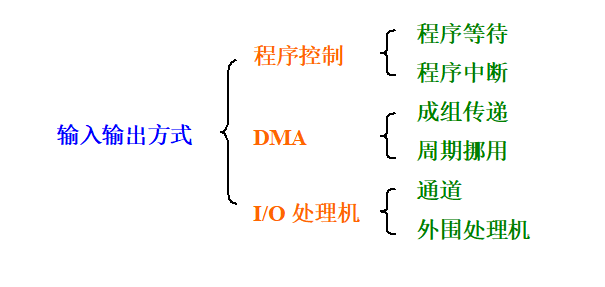 输入输出方式
程序控制
程序等待
程序中断
DMA
成组传递
周期挪用
I/O 处理机
通道
外围处理机